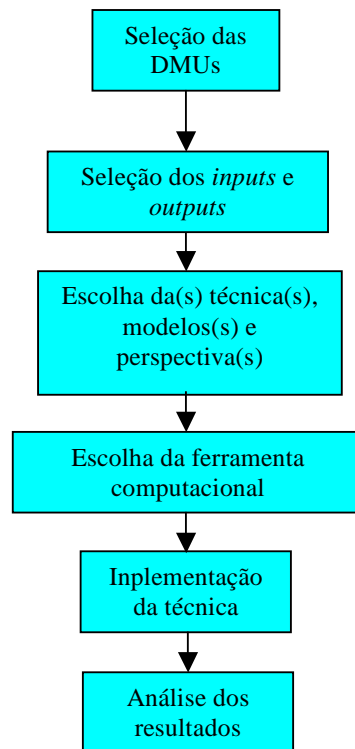 Seleção das
DMUs
Seleção dos inputs e
outputs
Escolha da(s) técnica(s),
modelos(s) e
perspectiva(s)
Escolha da ferramenta
computacional
Inplementação
da técnica
Análise dos
resultados